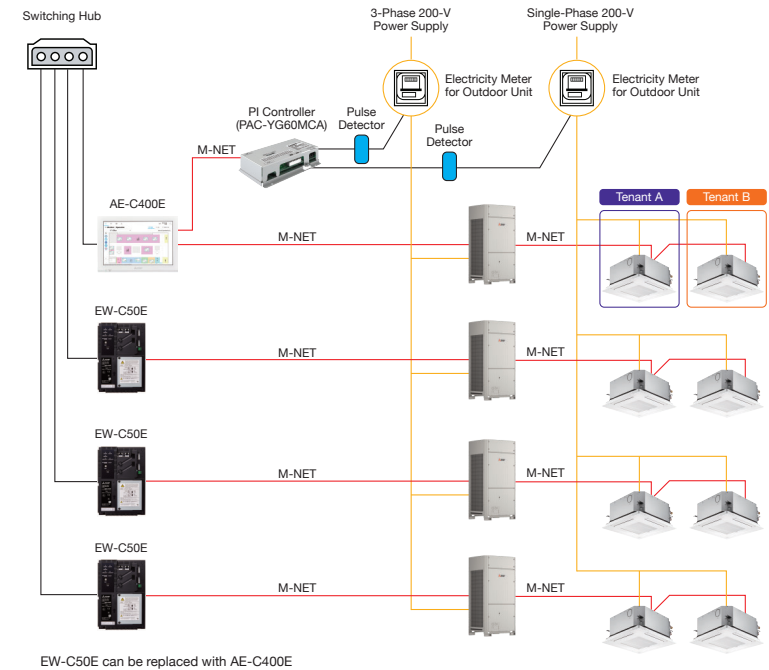 3-Phase 200-V
Power Supply
Single-Phase 200-V
Power Supply
Switching Hub
Electricity Meter
for Outdoor Unit
Electricity Meter
for Outdoor Unit
PI Controller
(PAC-YG60MCA)
Pulse
Detector
Pulse
Detector
M-NET
AE-C400E
Tenant A
Tenant B
M-NET
M-NET
EW-C50E
M-NET
M-NET
EW-C50E
M-NET
M-NET
EW-C50E
M-NET
M-NET
EW-C50E can be replaced with AE-C400E